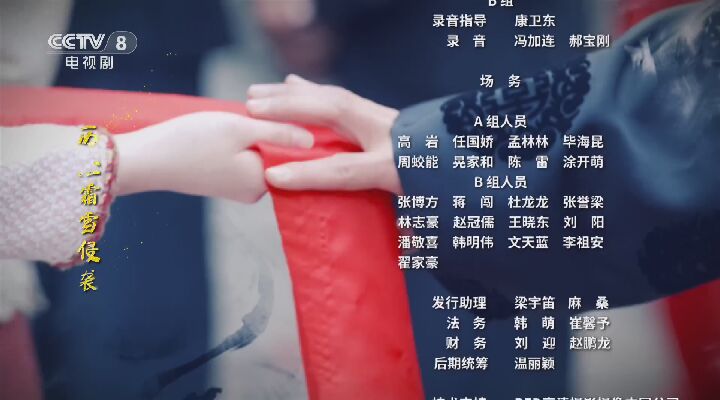 CCTV 8
电视剧
霜雪侵袭
B组
录音指导 康卫东
录音 冯加连 郝宝刚
场务
A组人员
高岩 任国娇 孟林林 毕海昆
周蛟能 晃家和 陈雷 涂开萌
B组人员
张博方 蒋闯 杜龙龙 张誉梁
林志豪 赵冠儒 王晓东 刘阳
潘敬喜 韩明伟 文天蓝 李祖安
翟家豪
发行助理 梁宇笛 麻桑
法务 韩萌 崔馨予
财务 刘迎 赵鹏龙
后期统筹 温丽颖